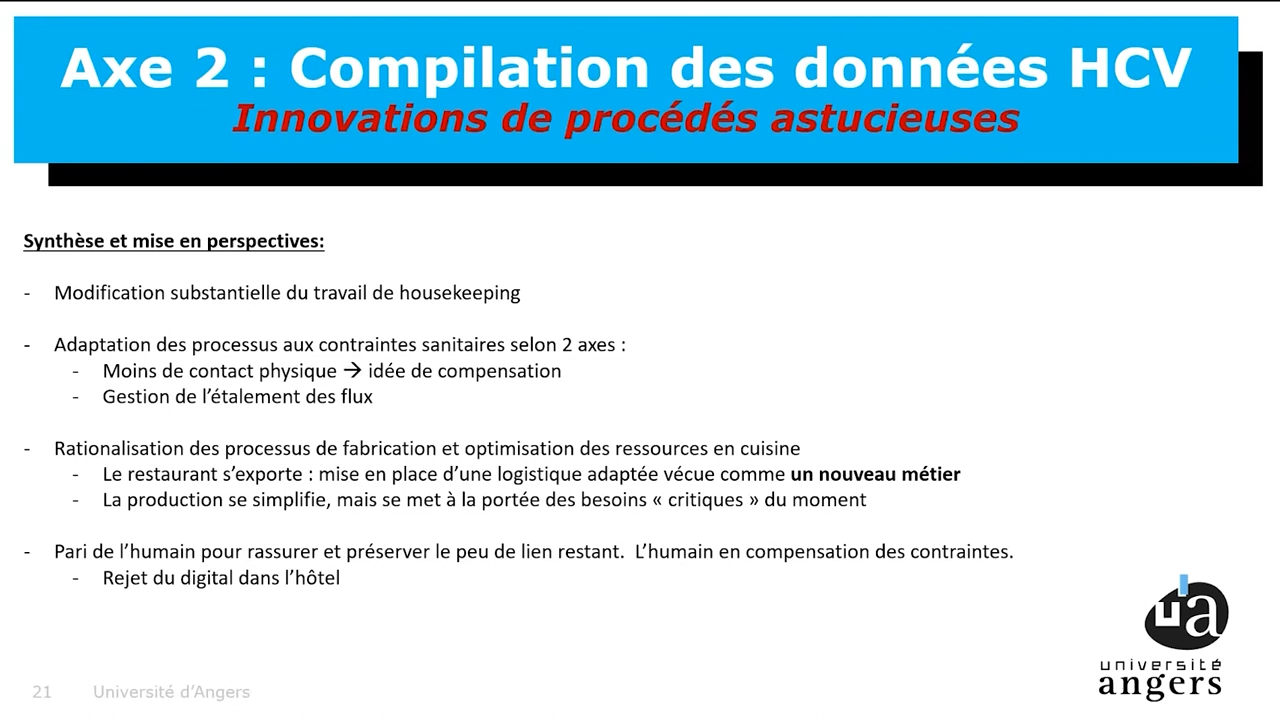 Axe 2 : Compilation des données HCV
Innovations de procédés astucieuses
Synthèse et mise en perspectives:
- Modification substantielle du travail de housekeeping
- Adaptation des processus aux contraintes sanitaires selon 2 axes :
- Moins de contact physique → idée de compensation
- Gestion de l’étalement des flux
- Rationalisation des processus de fabrication et optimisation des ressources en cuisine
- Le restaurant s’exporte : mise en place d’une logistique adaptée vécue comme un nouveau métier
- La production se simplifie, mais se met à la portée des besoins « critiques » du moment
- Pari de l’humain pour rassurer et préserver le peu de lien restant. L’humain en compensation des contraintes.
- Rejet du digital dans l’hôtel
ua
université
angers
21 Université d’Angers